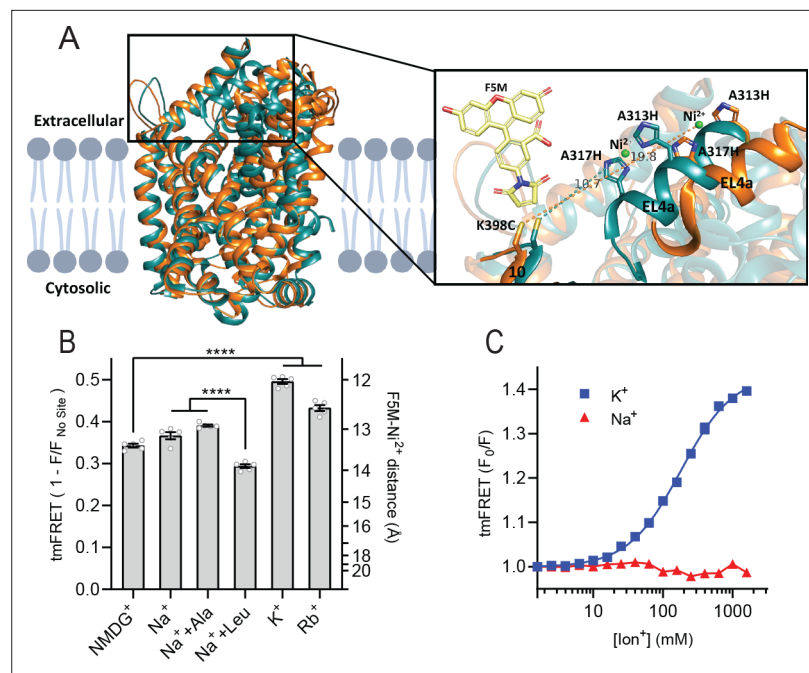 A
Extracellular
Cytosolic
F5M
A313H
Ni2+
A313H
Ni2
A317H
19.8
A317H
10.7
EL4a
EL4a
K398C
10
B
tmFRET ( 1 - F/F No Site)
0.5
0.4
0.3
0.2
0.1
0.0
****
****
12
13
14
15
16
18
20
F5M-Ni2+ distance (Å)
NMDG+
Na+
Na++Ala
Na++Leu
K+
Rb+
C
tmFRET (F0/F)
1.4
1.3
1.2
1.1
1.0
K+
Na+
10
100
1000
[Ion+] (mM)